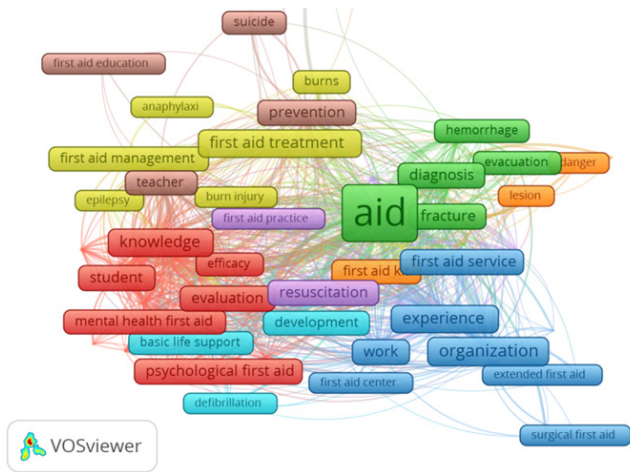 suicide
first aid education
burns
anaphylaxi
prevention
first aid treatment
hemorrhage
first aid management
evacuation
danger
diagnosis
teacher
epilepsy
burn injury
lesion
aid
first aid practice
fracture
knowledge
efficacy
first aid k
first aid service
student
evaluation
resuscitation
mental health first aid
development
experience
basic life support
work
organization
psychological first aid
first aid center
extended first aid
defibrillation
surgical first aid
VOSviewer